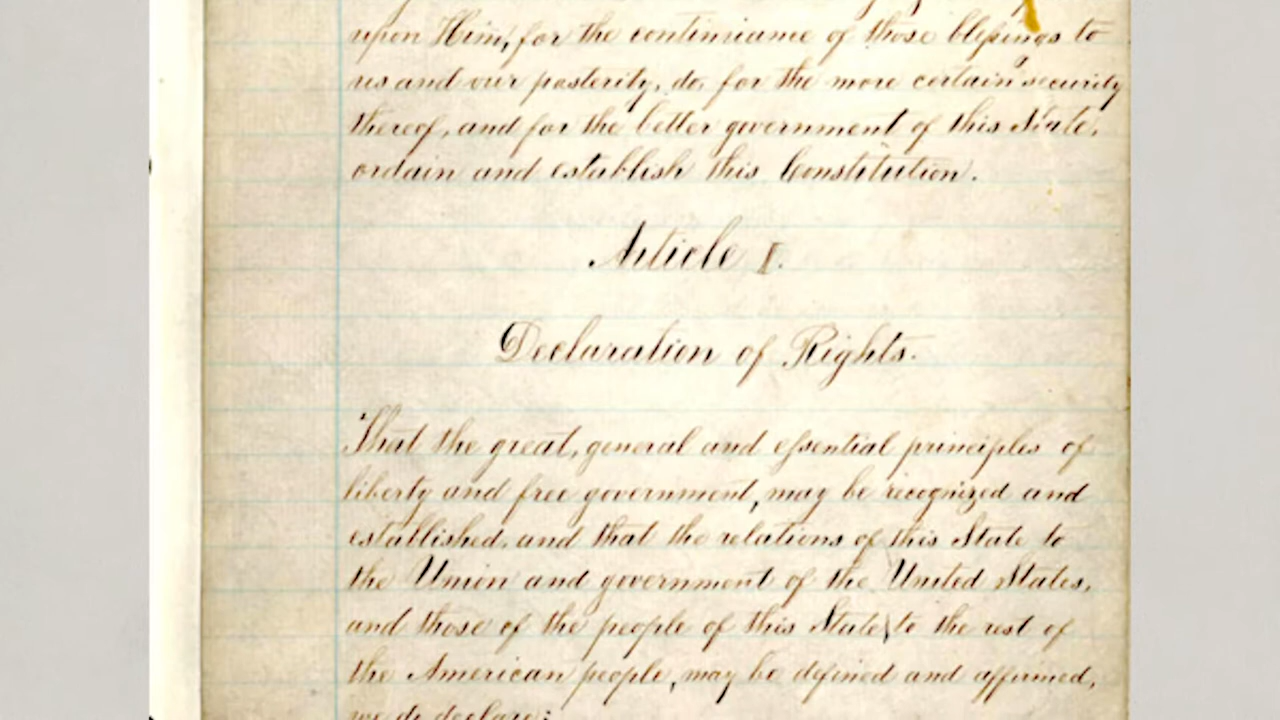 upon Him, for the continuance of those blessings to
us and our posterity, do, for the more certain security
thereof, and for the better government of this State,
ordain and establish this Constitution.
Article I.
Declaration of Rights.
That the great, general and essential principles of
liberty and free government, may be recognized and
established, and that the relations of this State to
the Union and government of the United States,
and those of the people of this State to the rest of
the American people, may be defined and affirmed,
we do declare: